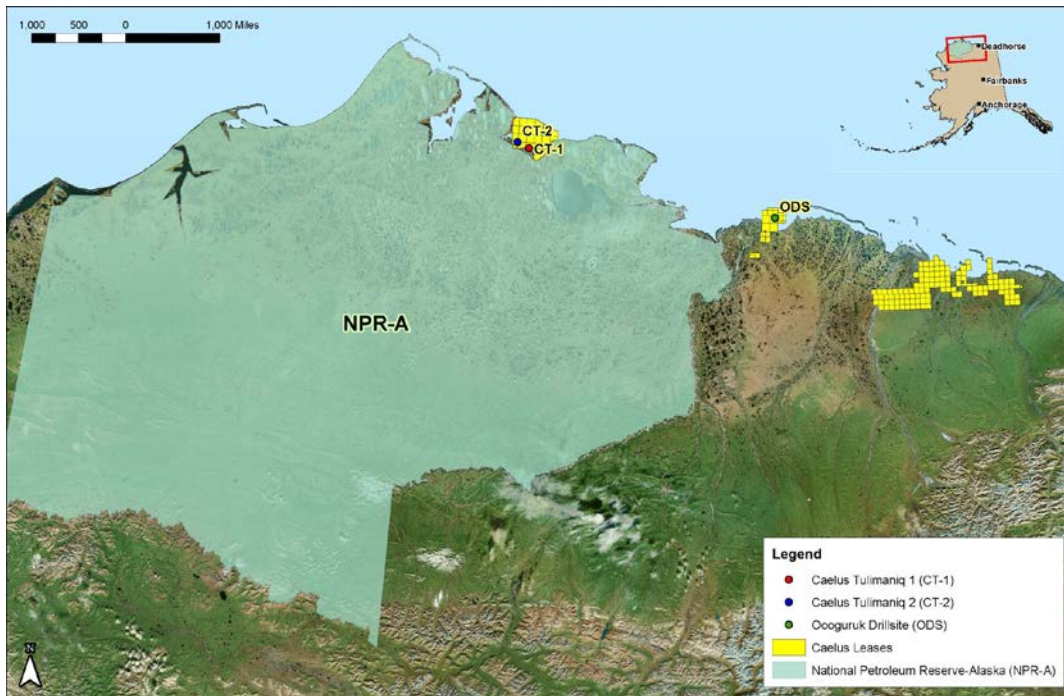 1,000 500 0 1,000 Miles
Deadhorse
Fairbanks
Anchorage
CT-2
CT-1
ODS
NPR-A
N
Legend
Caelus Tulimaniq 1 (CT-1)
Caelus Tulimaniq 2 (CT-2)
Oooguruk Drillsite (ODS)
Caelus Leases
National Petroleum Reserve-Alaska (NPR-A)